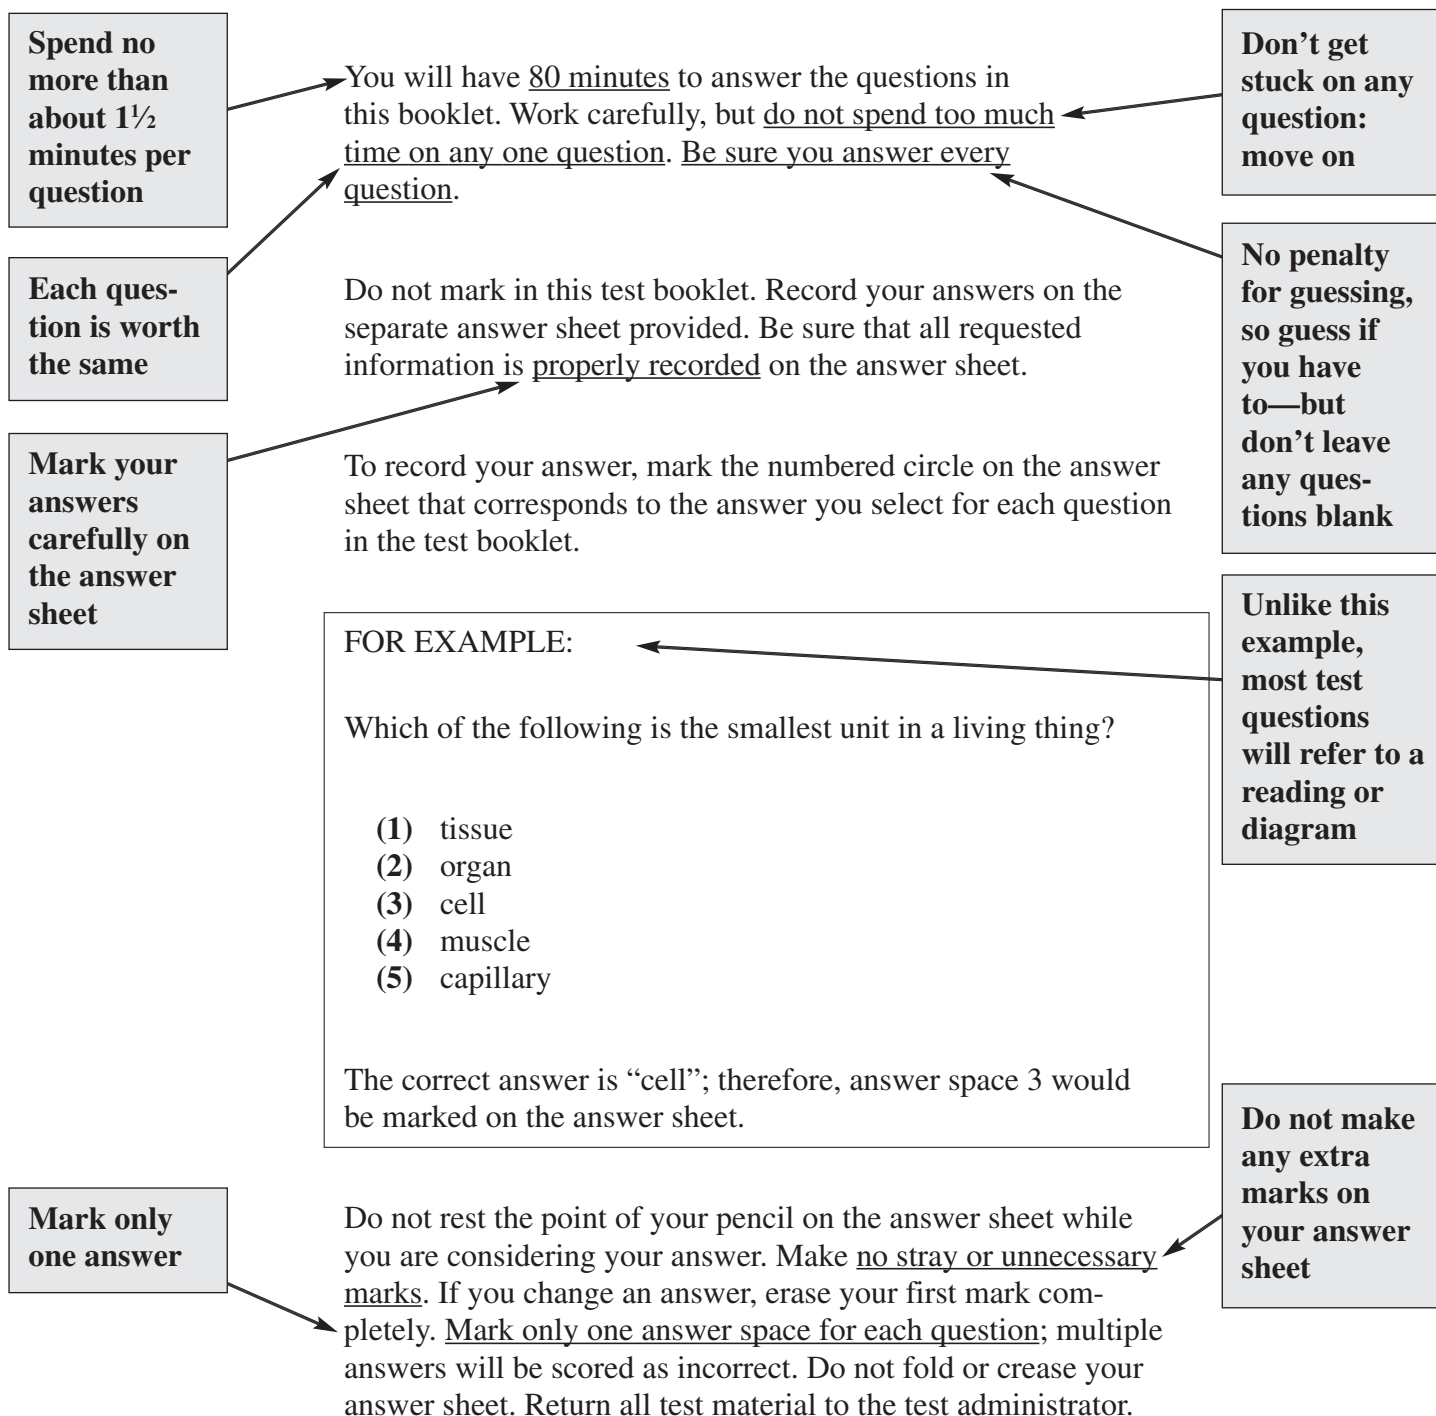 Spend no
more than
about 1½
minutes per
question
Each ques-
tion is worth
the same
Mark your
answers
carefully on
the answer
sheet
Mark only
one answer
You will have 80 minutes to answer the questions in
this booklet. Work carefully, but do not spend too much
time on any one question. Be sure you answer every
question.
Do not mark in this test booklet. Record your answers on the
separate answer sheet provided. Be sure that all requested
information is properly recorded on the answer sheet.
To record your answer, mark the numbered circle on the answer
sheet that corresponds to the answer you select for each question
in the test booklet.
FOR EXAMPLE:
Which of the following is the smallest unit in a living thing?
(1) tissue
(2) organ
(3) cell
(4) muscle
(5) capillary
The correct answer is “cell”; therefore, answer space 3 would
be marked on the answer sheet.
Do not rest the point of your pencil on the answer sheet while
you are considering your answer. Make no stray or unnecessary
marks. If you change an answer, erase your first mark com-
pletely. Mark only one answer space for each question; multiple
answers will be scored as incorrect. Do not fold or crease your
answer sheet. Return all test material to the test administrator.
Don’t get
stuck on any
question:
move on
No penalty
for guessing,
so guess if
you have
to—but
don’t leave
any ques-
tions blank
Unlike this
example,
most test
questions
will refer to a
reading or
diagram
Do not make
any extra
marks on
your answer
sheet